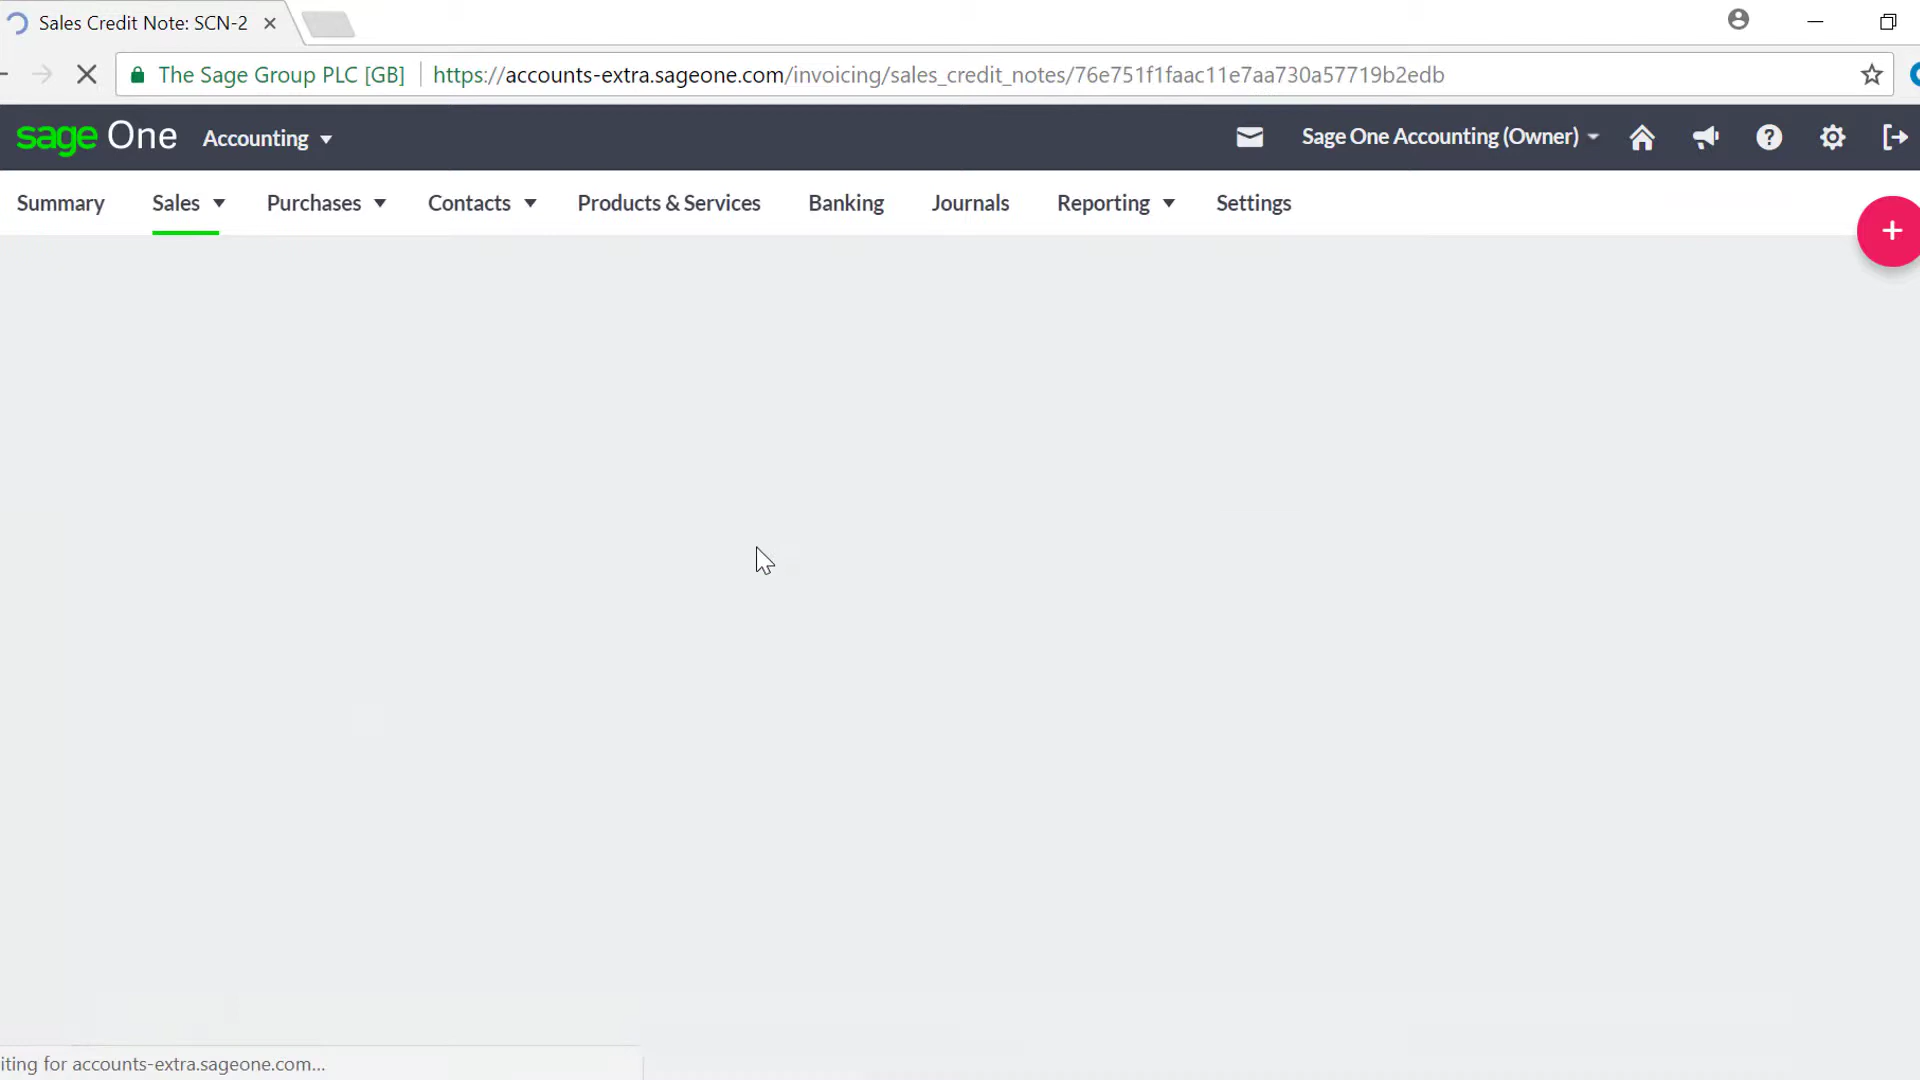 Sales Credit Note: SCN-2
The Sage Group PLC [GB] https://accounts-extra.sageone.com/invoicing/sales_credit_notes/76e751f1faac11e7aa730a57719b2edb
sage One Accounting Sage One Accounting (Owner)
Summary Sales Purchases Contacts Products & Services Banking Journals Reporting Settings
iting for accounts-extra.sageone.com...